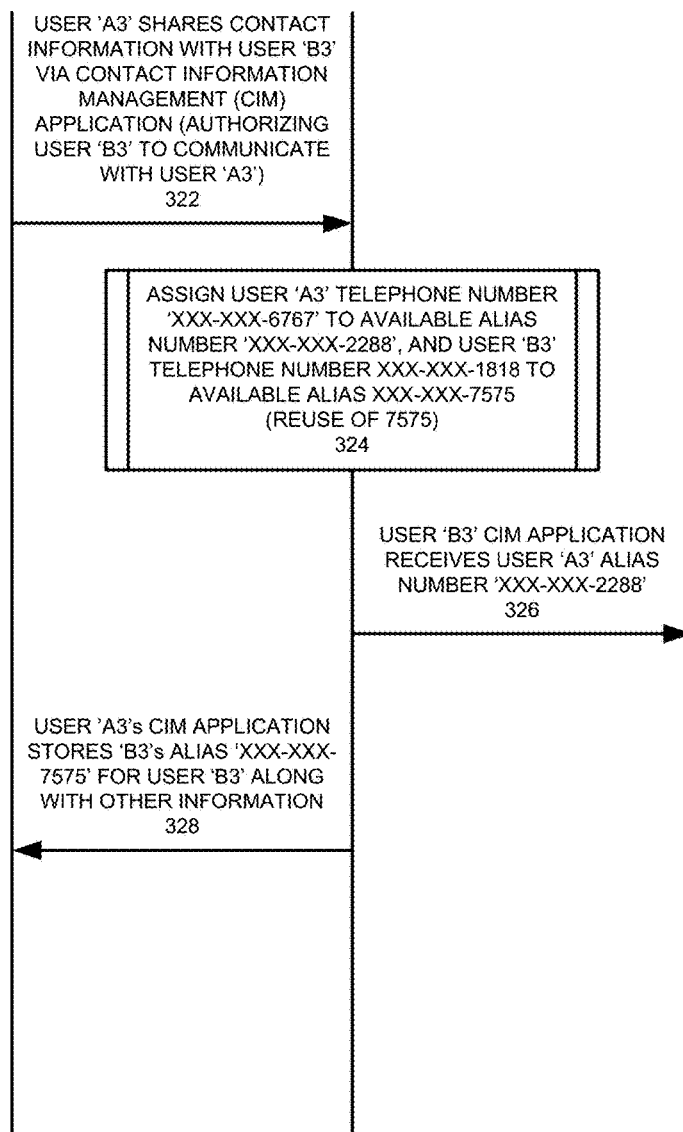 USER 'A3' SHARES CONTACT
INFORMATION WITH USER 'B3'
VIA CONTACT INFORMATION
MANAGEMENT (CIM)
APPLICATION (AUTHORIZING
USER 'B3' TO COMMUNICATE
WITH USER 'A3')
322
ASSIGN USER 'A3' TELEPHONE NUMBER
'XXX-XXX-6767' TO AVAILABLE ALIAS
NUMBER 'XXX-XXX-2288', AND USER 'B3'
TELEPHONE NUMBER XXX-XXX-1818 TO
AVAILABLE ALIAS XXX-XXX-7575
(REUSE OF 7575)
324
USER 'B3' CIM APPLICATION
RECEIVES USER 'A3' ALIAS
NUMBER 'XXX-XXX-2288'
326
USER 'A3's CIM APPLICATION
STORES 'B3's ALIAS 'XXX-XXX-
7575' FOR USER 'B3' ALONG
WITH OTHER INFORMATION
328